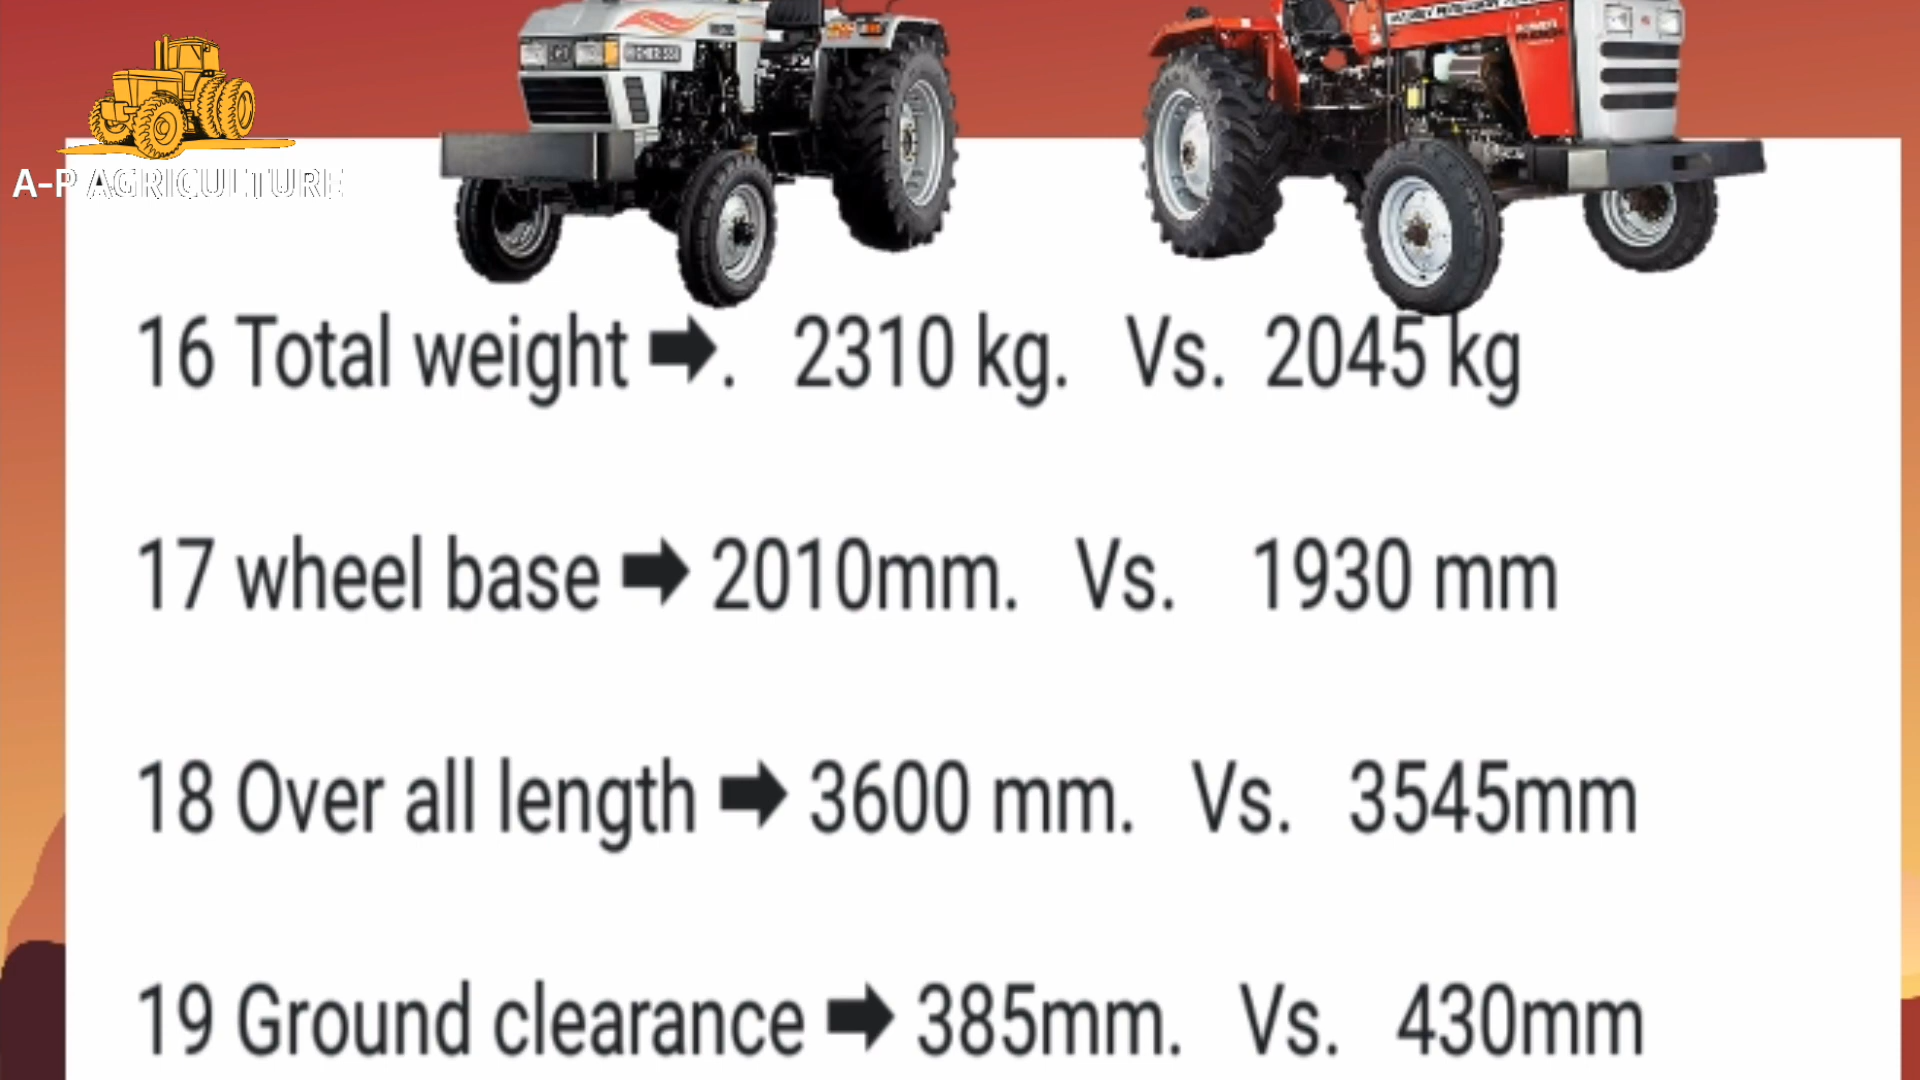 A-P AGRICULTURE
16 Total weight ➡. 2310 kg. Vs. 2045 kg
17 wheel base ➡ 2010mm. Vs. 1930 mm
18 Over all length ➡ 3600 mm. Vs. 3545mm
19 Ground clearance ➡ 385mm. Vs. 430mm